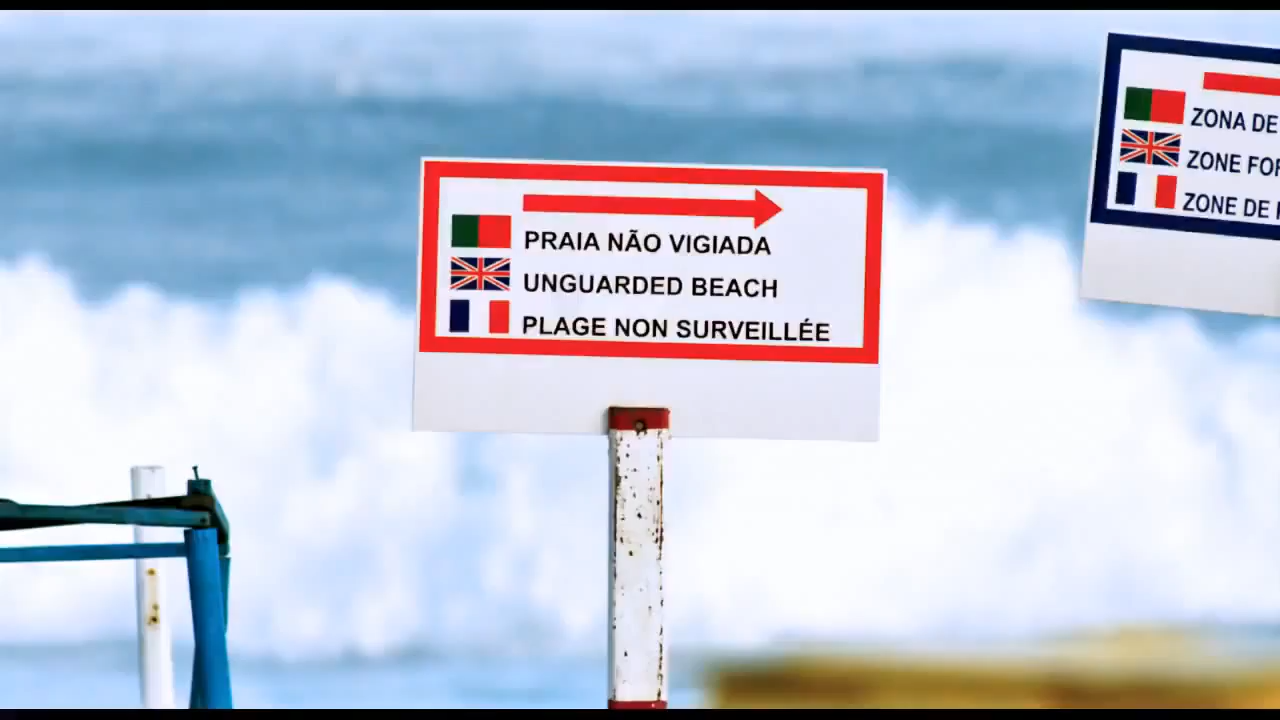 PRAIA NÃO VIGIADA
UNGUARDED BEACH
PLAGE NON SURVEILLÉE
ZONA DE
ZONE FOR
ZONE DE